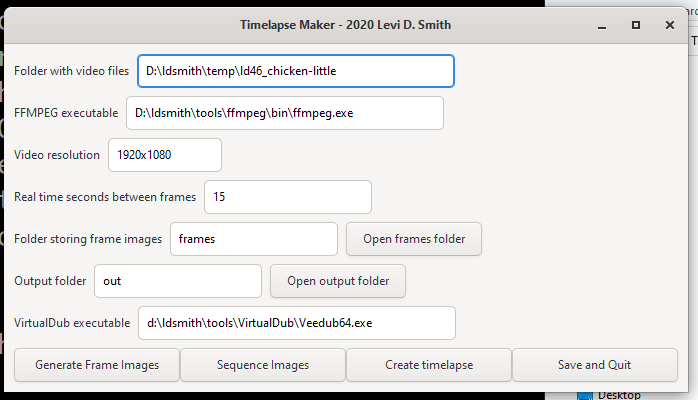 Timelapse Maker - 2020 Levi D. Smith
Folder with video files D:\ldsmith\temp\ld46_chicken-little
FFMPEG executable D:\ldsmith\tools\ffmpeg\bin\ffmpeg.exe
Video resolution 1920x1080
Real time seconds between frames 15
Folder storing frame images frames Open frames folder
Output folder out Open output folder
VirtualDub executable d:\ldsmith\tools\VirtualDub\Veedub64.exe
Generate Frame Images Sequence Images Create timelapse Save and Quit
Desktop